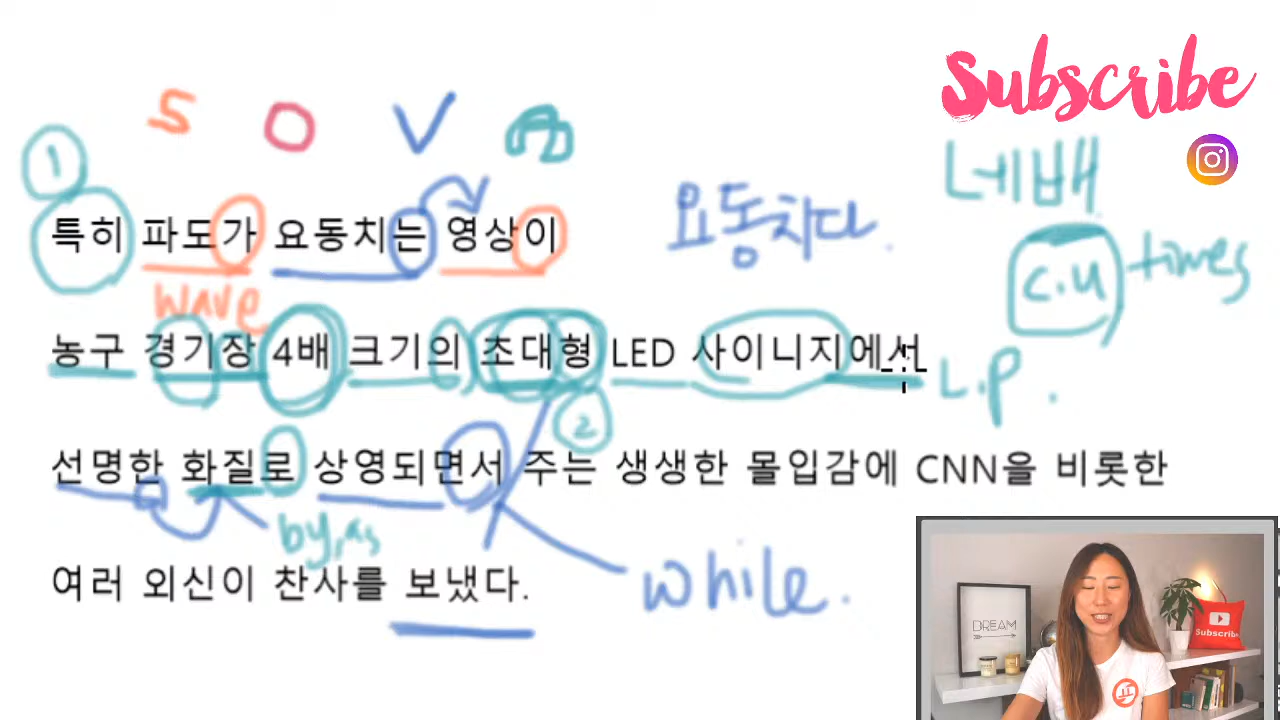 Subscribe
S O V
네배
①
특히 파도가 요동치는 영상이
요동치다.
c.u times
wave
농구 경기장 4배 크기의 초대형 LED 사이니지에선
L.P.
②
선명한 화질로 상영되면서 주는 생생한 몰입감에 CNN을 비롯한
by, as
여러 외신이 찬사를 보냈다.
while.
DREAM
Subscribe